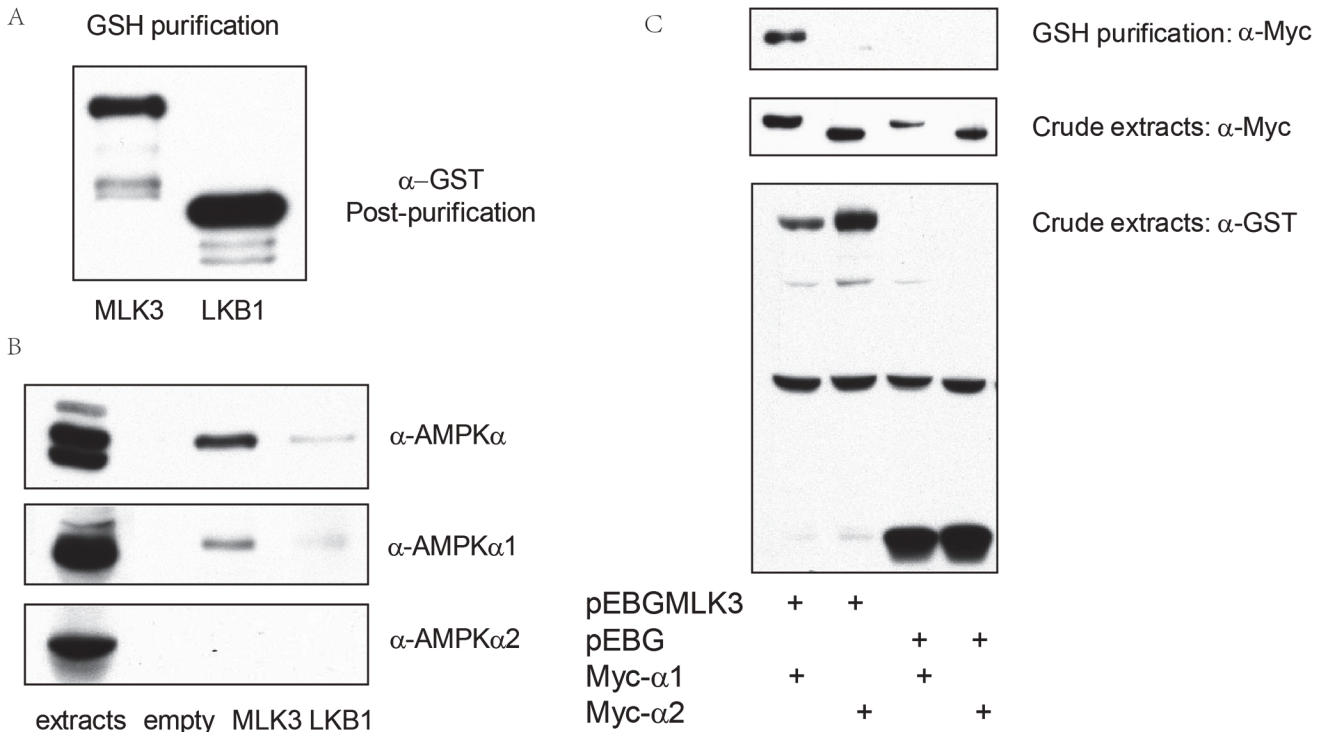 A
GSH purification
α–GST
Post-purification
MLK3 LKB1
B
α-AMPKα
α-AMPKα1
α-AMPKα2
extracts empty MLK3 LKB1
C
GSH purification: α-Myc
Crude extracts: α-Myc
Crude extracts: α-GST
pEBGMLK3 + +
pEBG + +
Myc-α1 + +
Myc-α2 + +